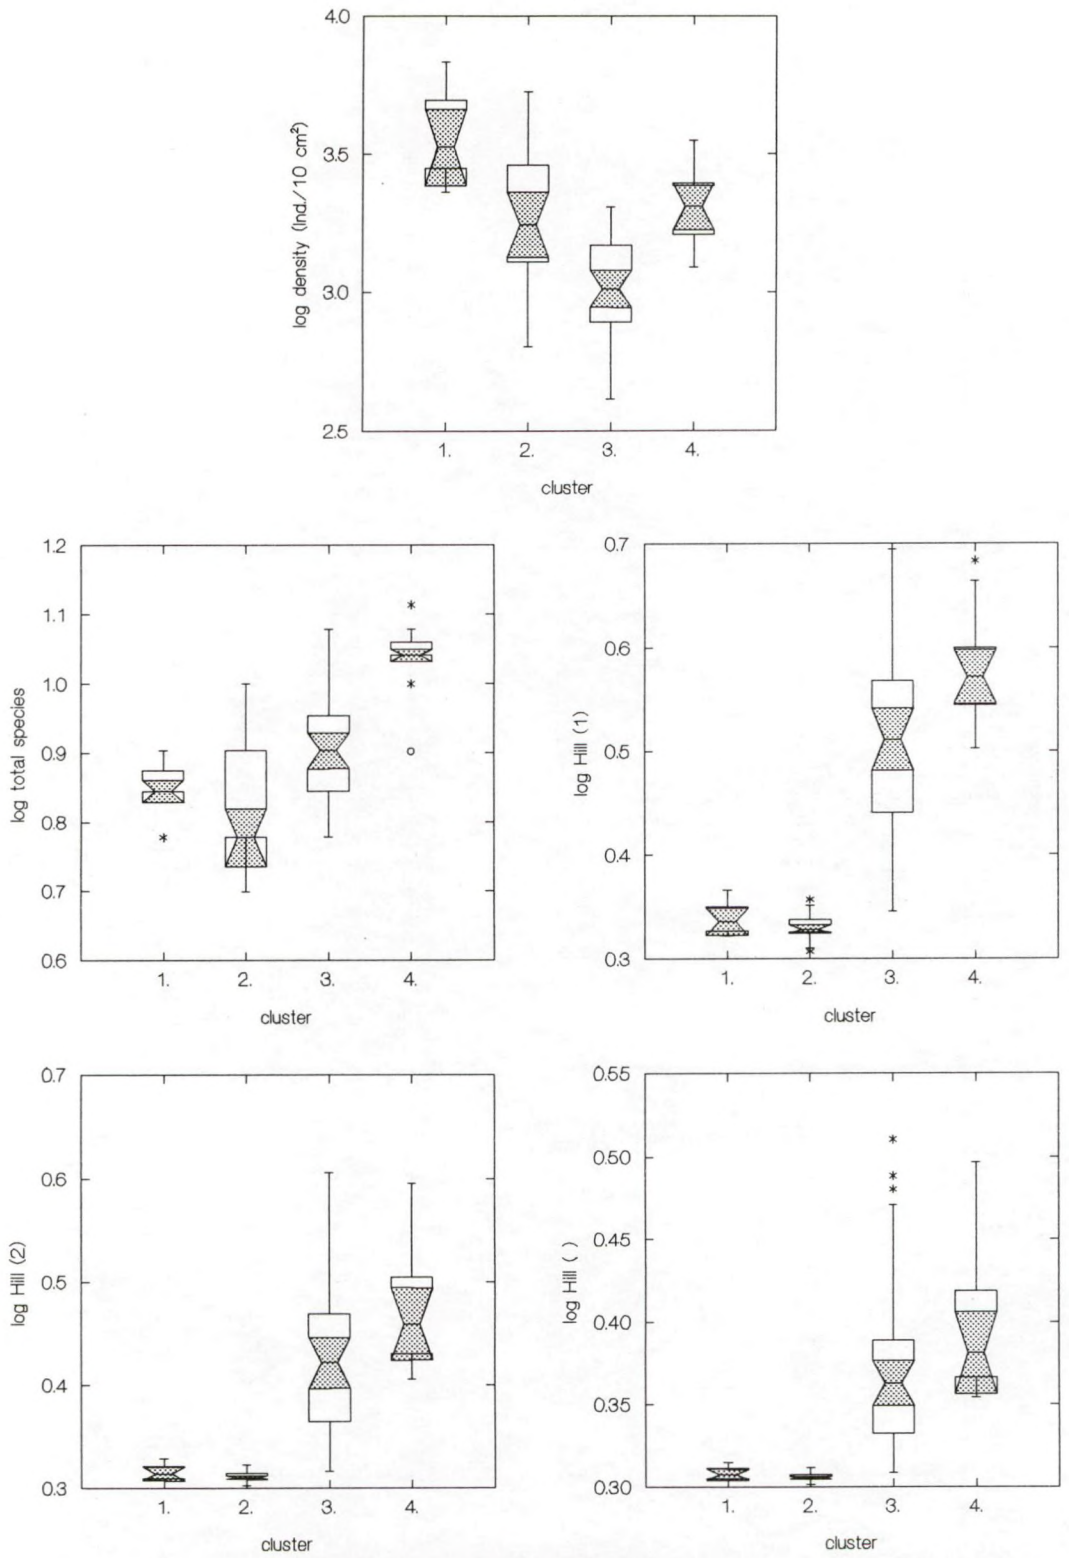 4.0
3.5
3.0
2.5
log density (Ind./10 cm²)
1. 2. 3. 4.
cluster
1.2
1.1
1.0
0.9
0.8
0.7
0.6
log total species
1. 2. 3. 4.
cluster
0.7
0.6
0.5
0.4
0.3
log Hill (1)
1. 2. 3. 4.
cluster
0.7
0.6
0.5
0.4
0.3
log Hill (2)
1. 2. 3. 4.
cluster
0.55
0.50
0.45
0.40
0.35
0.30
log Hill ( )
1. 2. 3. 4.
cluster